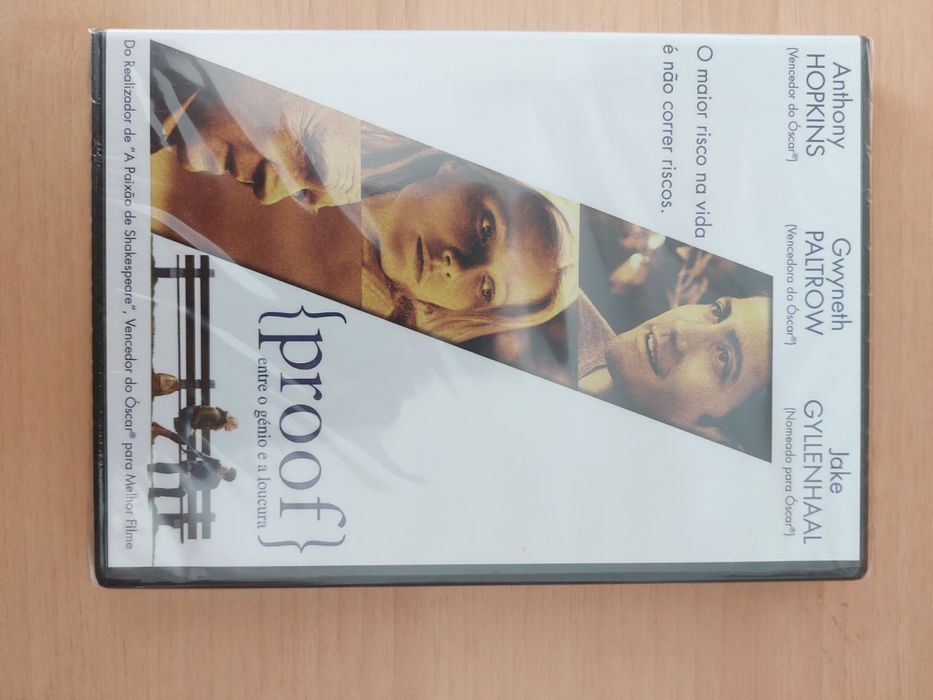 Anthony
HOPKINS
(Vencedor do Óscar®)
Gwyneth
PALTROW
(Vencedora do Óscar®)
Jake
GYLLENHAAL
(Nomeado para Óscar®)
O maior risco na vida
é não correr riscos.
{proof}
entre o génio e a loucura
Do Realizador de "A Paixão de Shakespeare", Vencedor do Óscar® para Melhor Filme